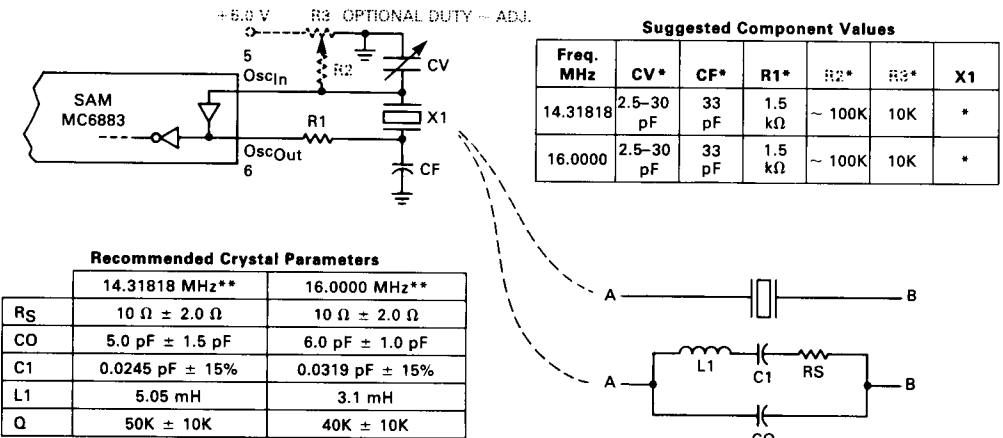 +5.0 V R3 OPTIONAL DUTY ~ ADJ.
5
OscIn
R2
CV
SAM
MC6883
X1
R1
OscOut
6
CF
Suggested Component Values
Freq. MHz CV* CF* R1* R2* R3* X1
14.31818 2.5–30 pF 33 pF 1.5 kΩ ~ 100K 10K *
16.0000 2.5–30 pF 33 pF 1.5 kΩ ~ 100K 10K *
Recommended Crystal Parameters
14.31818 MHz** 16.0000 MHz**
RS 10 Ω ± 2.0 Ω 10 Ω ± 2.0 Ω
CO 5.0 pF ± 1.5 pF 6.0 pF ± 1.0 pF
C1 0.0245 pF ± 15% 0.0319 pF ± 15%
L1 5.05 mH 3.1 mH
Q 50K ± 10K 40K ± 10K
A B
L1 C1 RS
A B
CO